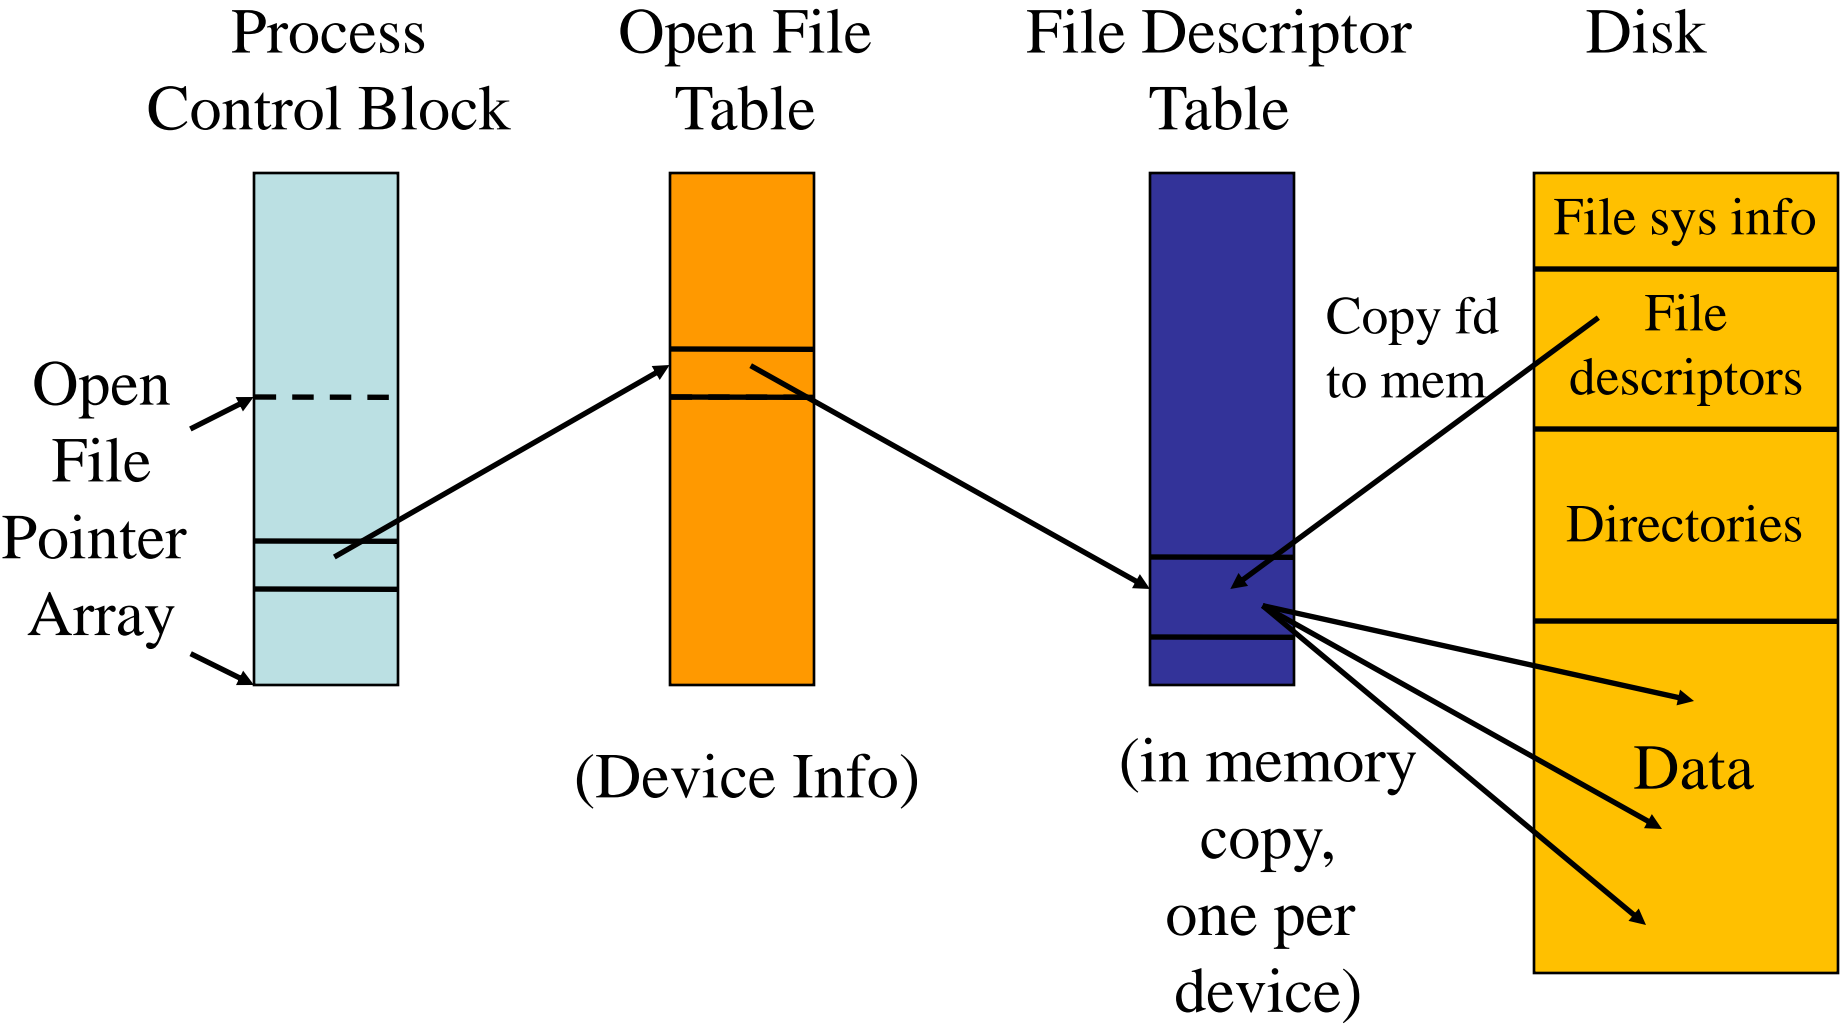 Process
Control Block
Open File
Table
File Descriptor
Table
Disk
Open
File
Pointer
Array
(Device Info)
(in memory
copy,
one per
device)
Copy fd
to mem
File sys info
File
descriptors
Directories
Data